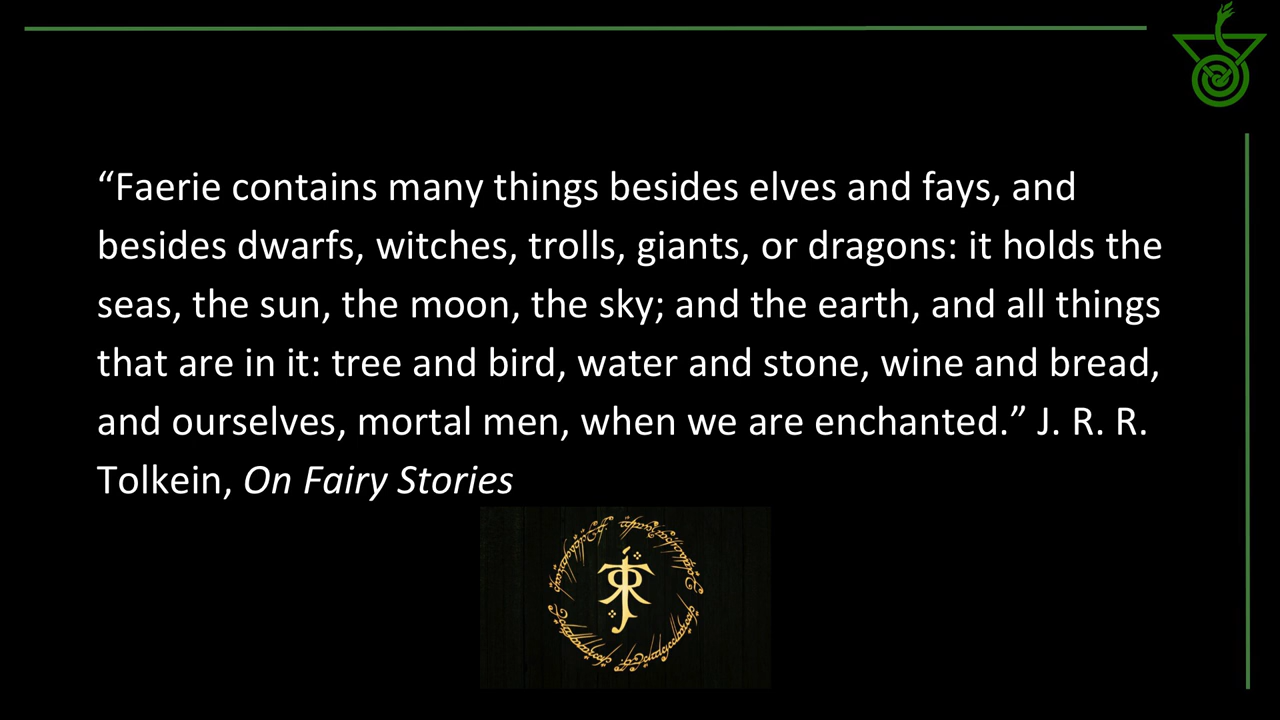 “Faerie contains many things besides elves and fays, and
besides dwarfs, witches, trolls, giants, or dragons: it holds the
seas, the sun, the moon, the sky; and the earth, and all things
that are in it: tree and bird, water and stone, wine and bread,
and ourselves, mortal men, when we are enchanted.” J. R. R.
Tolkein, On Fairy Stories